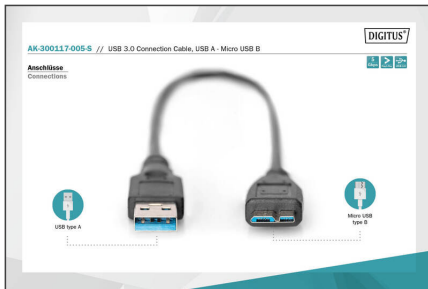 DIGITUS®
AK-300117-005-S // USB 3.0 Connection Cable, USB A - Micro USB B
Anschlüsse
Connections
USB type A
Micro USB
type B